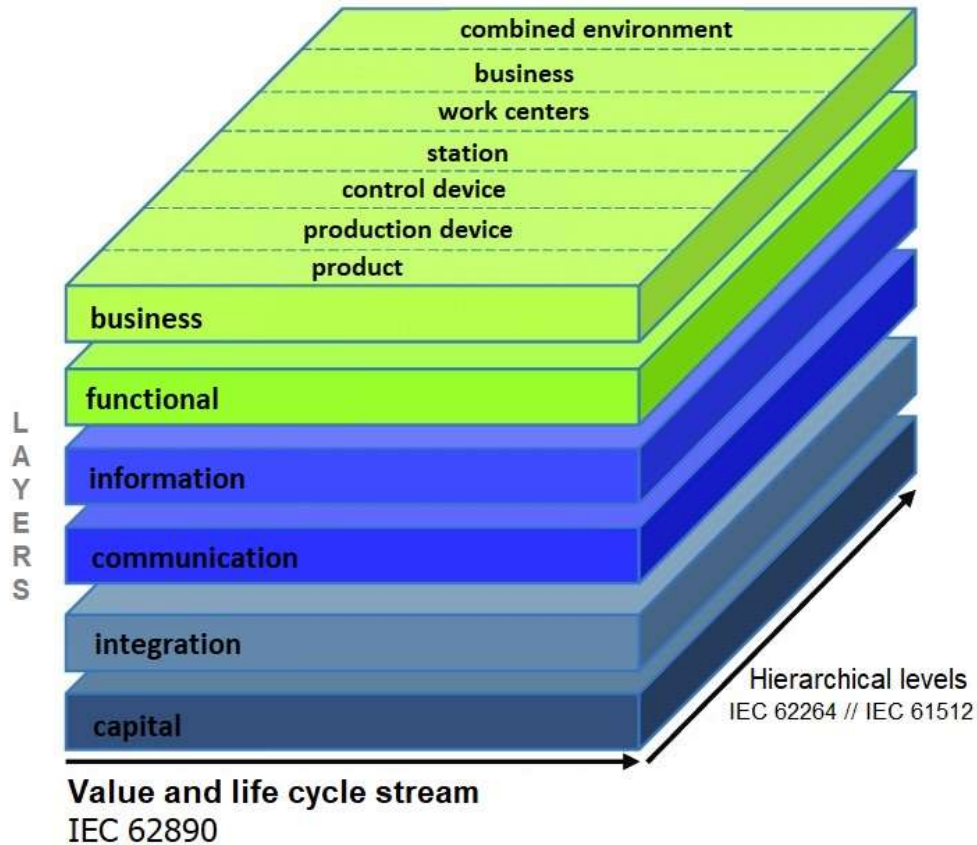 combined environment
business
work centers
station
control device
production device
product
business
functional
information
communication
integration
capital
LAYERS
Hierarchical levels
IEC 62264 // IEC 61512
Value and life cycle stream
IEC 62890